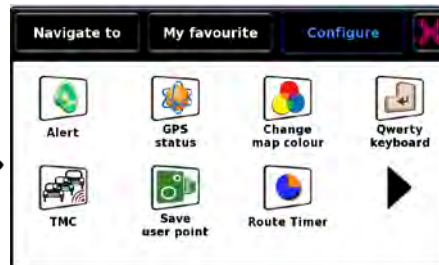 Navigate to
My favourite
Configure
Alert
GPS
status
Change
map colour
Qwerty
keyboard
TMC
Save
user point
Route Timer